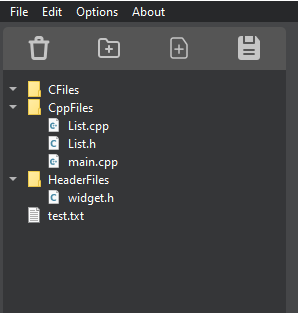 File Edit Options About
CFiles
CppFiles
List.cpp
List.h
main.cpp
HeaderFiles
widget.h
test.txt